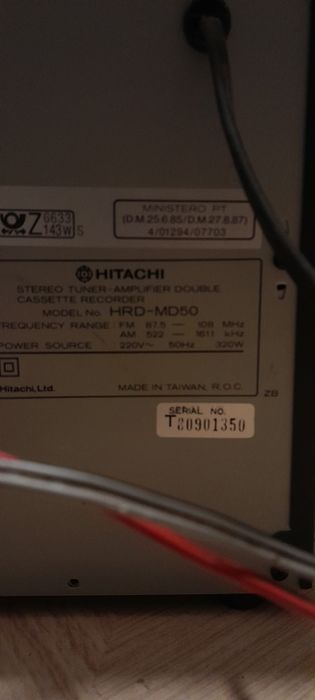 Z 6633
143W S
MINISTERO PT
(D.M.25.6.85/D.M.27.8.87)
4/01294/07703
HITACHI
STEREO TUNER-AMPLIFIER DOUBLE
CASSETTE RECORDER
MODEL No. HRD-MD50
FREQUENCY RANGE: FM 87.5 — 108 MHz
AM 522 — 1611 kHz
POWER SOURCE : 220V~ 50Hz 320W
Hitachi, Ltd. MADE IN TAIWAN, R.O.C.
ZB
SERIAL NO.
T80901350